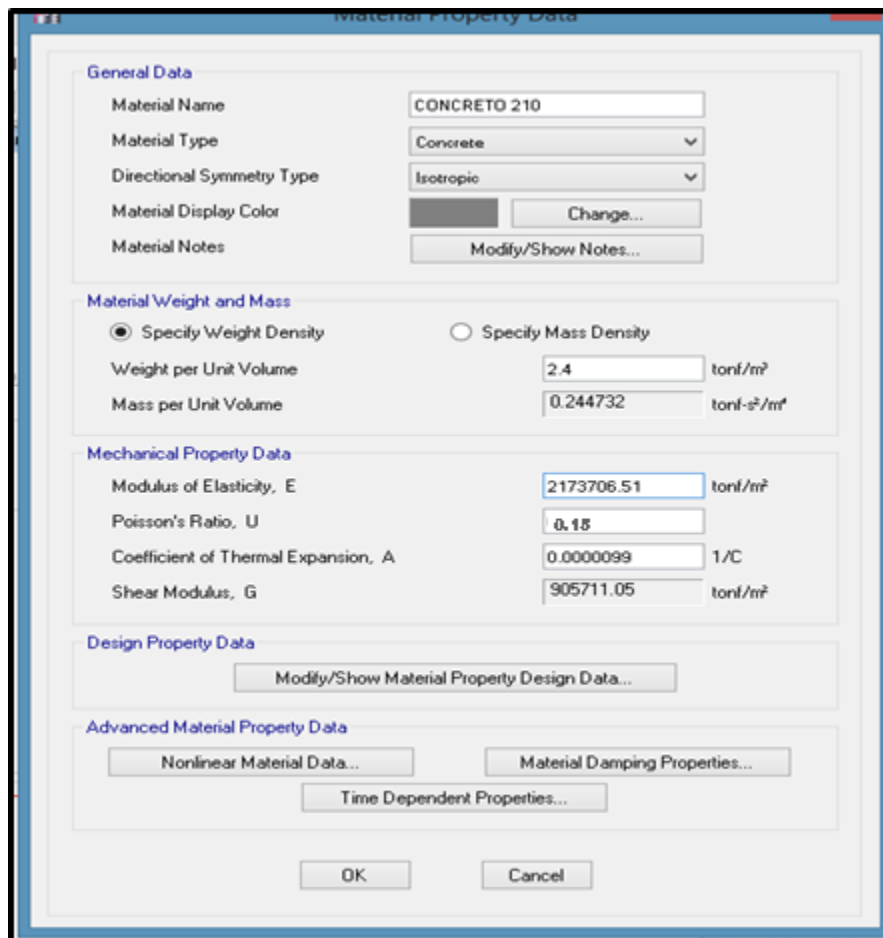 Material Property Data
General Data
Material Name CONCRETO 210
Material Type Concrete
Directional Symmetry Type Isotropic
Material Display Color Change...
Material Notes Modify/Show Notes...
Material Weight and Mass
Specify Weight Density Specify Mass Density
Weight per Unit Volume 2.4 tonf/m³
Mass per Unit Volume 0.244732 tonf-s²/m⁴
Mechanical Property Data
Modulus of Elasticity, E 2173706.51 tonf/m²
Poisson's Ratio, U 0.15
Coefficient of Thermal Expansion, A 0.0000099 1/C
Shear Modulus, G 905711.05 tonf/m²
Design Property Data
Modify/Show Material Property Design Data...
Advanced Material Property Data
Nonlinear Material Data... Material Damping Properties...
Time Dependent Properties...
OK Cancel